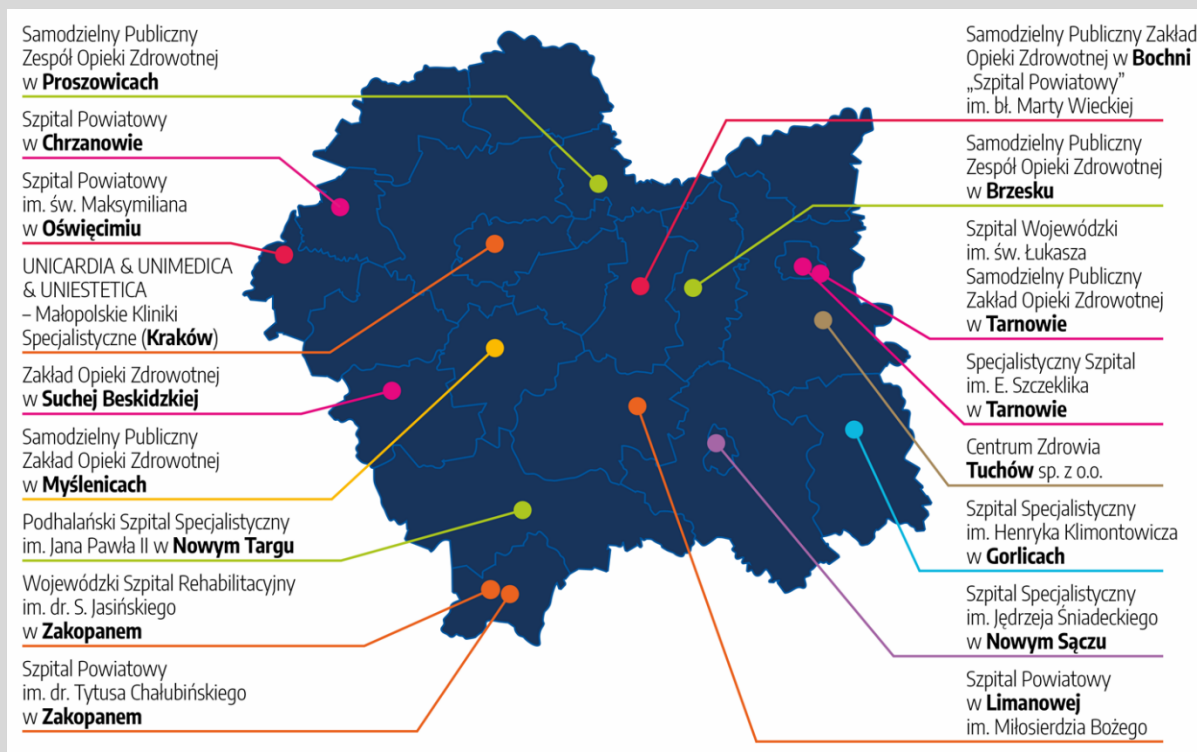 Samodzielny Publiczny
Zespół Opieki Zdrowotnej
w Proszowicach
Szpital Powiatowy
w Chrzanowie
Szpital Powiatowy
im. św. Maksymiliana
w Oświęcimiu
UNICARDIA & UNIMEDICA
& UNIESTETICA
– Małopolskie Kliniki
Specjalistyczne (Kraków)
Zakład Opieki Zdrowotnej
w Suchej Beskidzkiej
Samodzielny Publiczny
Zakład Opieki Zdrowotnej
w Myślenicach
Podhalański Szpital Specjalistyczny
im. Jana Pawła II w Nowym Targu
Wojewódzki Szpital Rehabilitacyjny
im. dr. S. Jasińskiego
w Zakopanem
Szpital Powiatowy
im. dr. Tytusa Chałubińskiego
w Zakopanem
Samodzielny Publiczny Zakład
Opieki Zdrowotnej w Bochni
„Szpital Powiatowy”
im. bł. Marty Wieckiej
Samodzielny Publiczny
Zespół Opieki Zdrowotnej
w Brzesku
Szpital Wojewódzki
im. św. Łukasza
Samodzielny Publiczny
Zakład Opieki Zdrowotnej
w Tarnowie
Specjalistyczny Szpital
im. E. Szczeklika
w Tarnowie
Centrum Zdrowia
Tuchów sp. z o.o.
Szpital Specjalistyczny
im. Henryka Klimontowicza
w Gorlicach
Szpital Specjalistyczny
im. Jędrzeja Śniadeckiego
w Nowym Sączu
Szpital Powiatowy
w Limanowej
im. Miłosierdzia Bożego